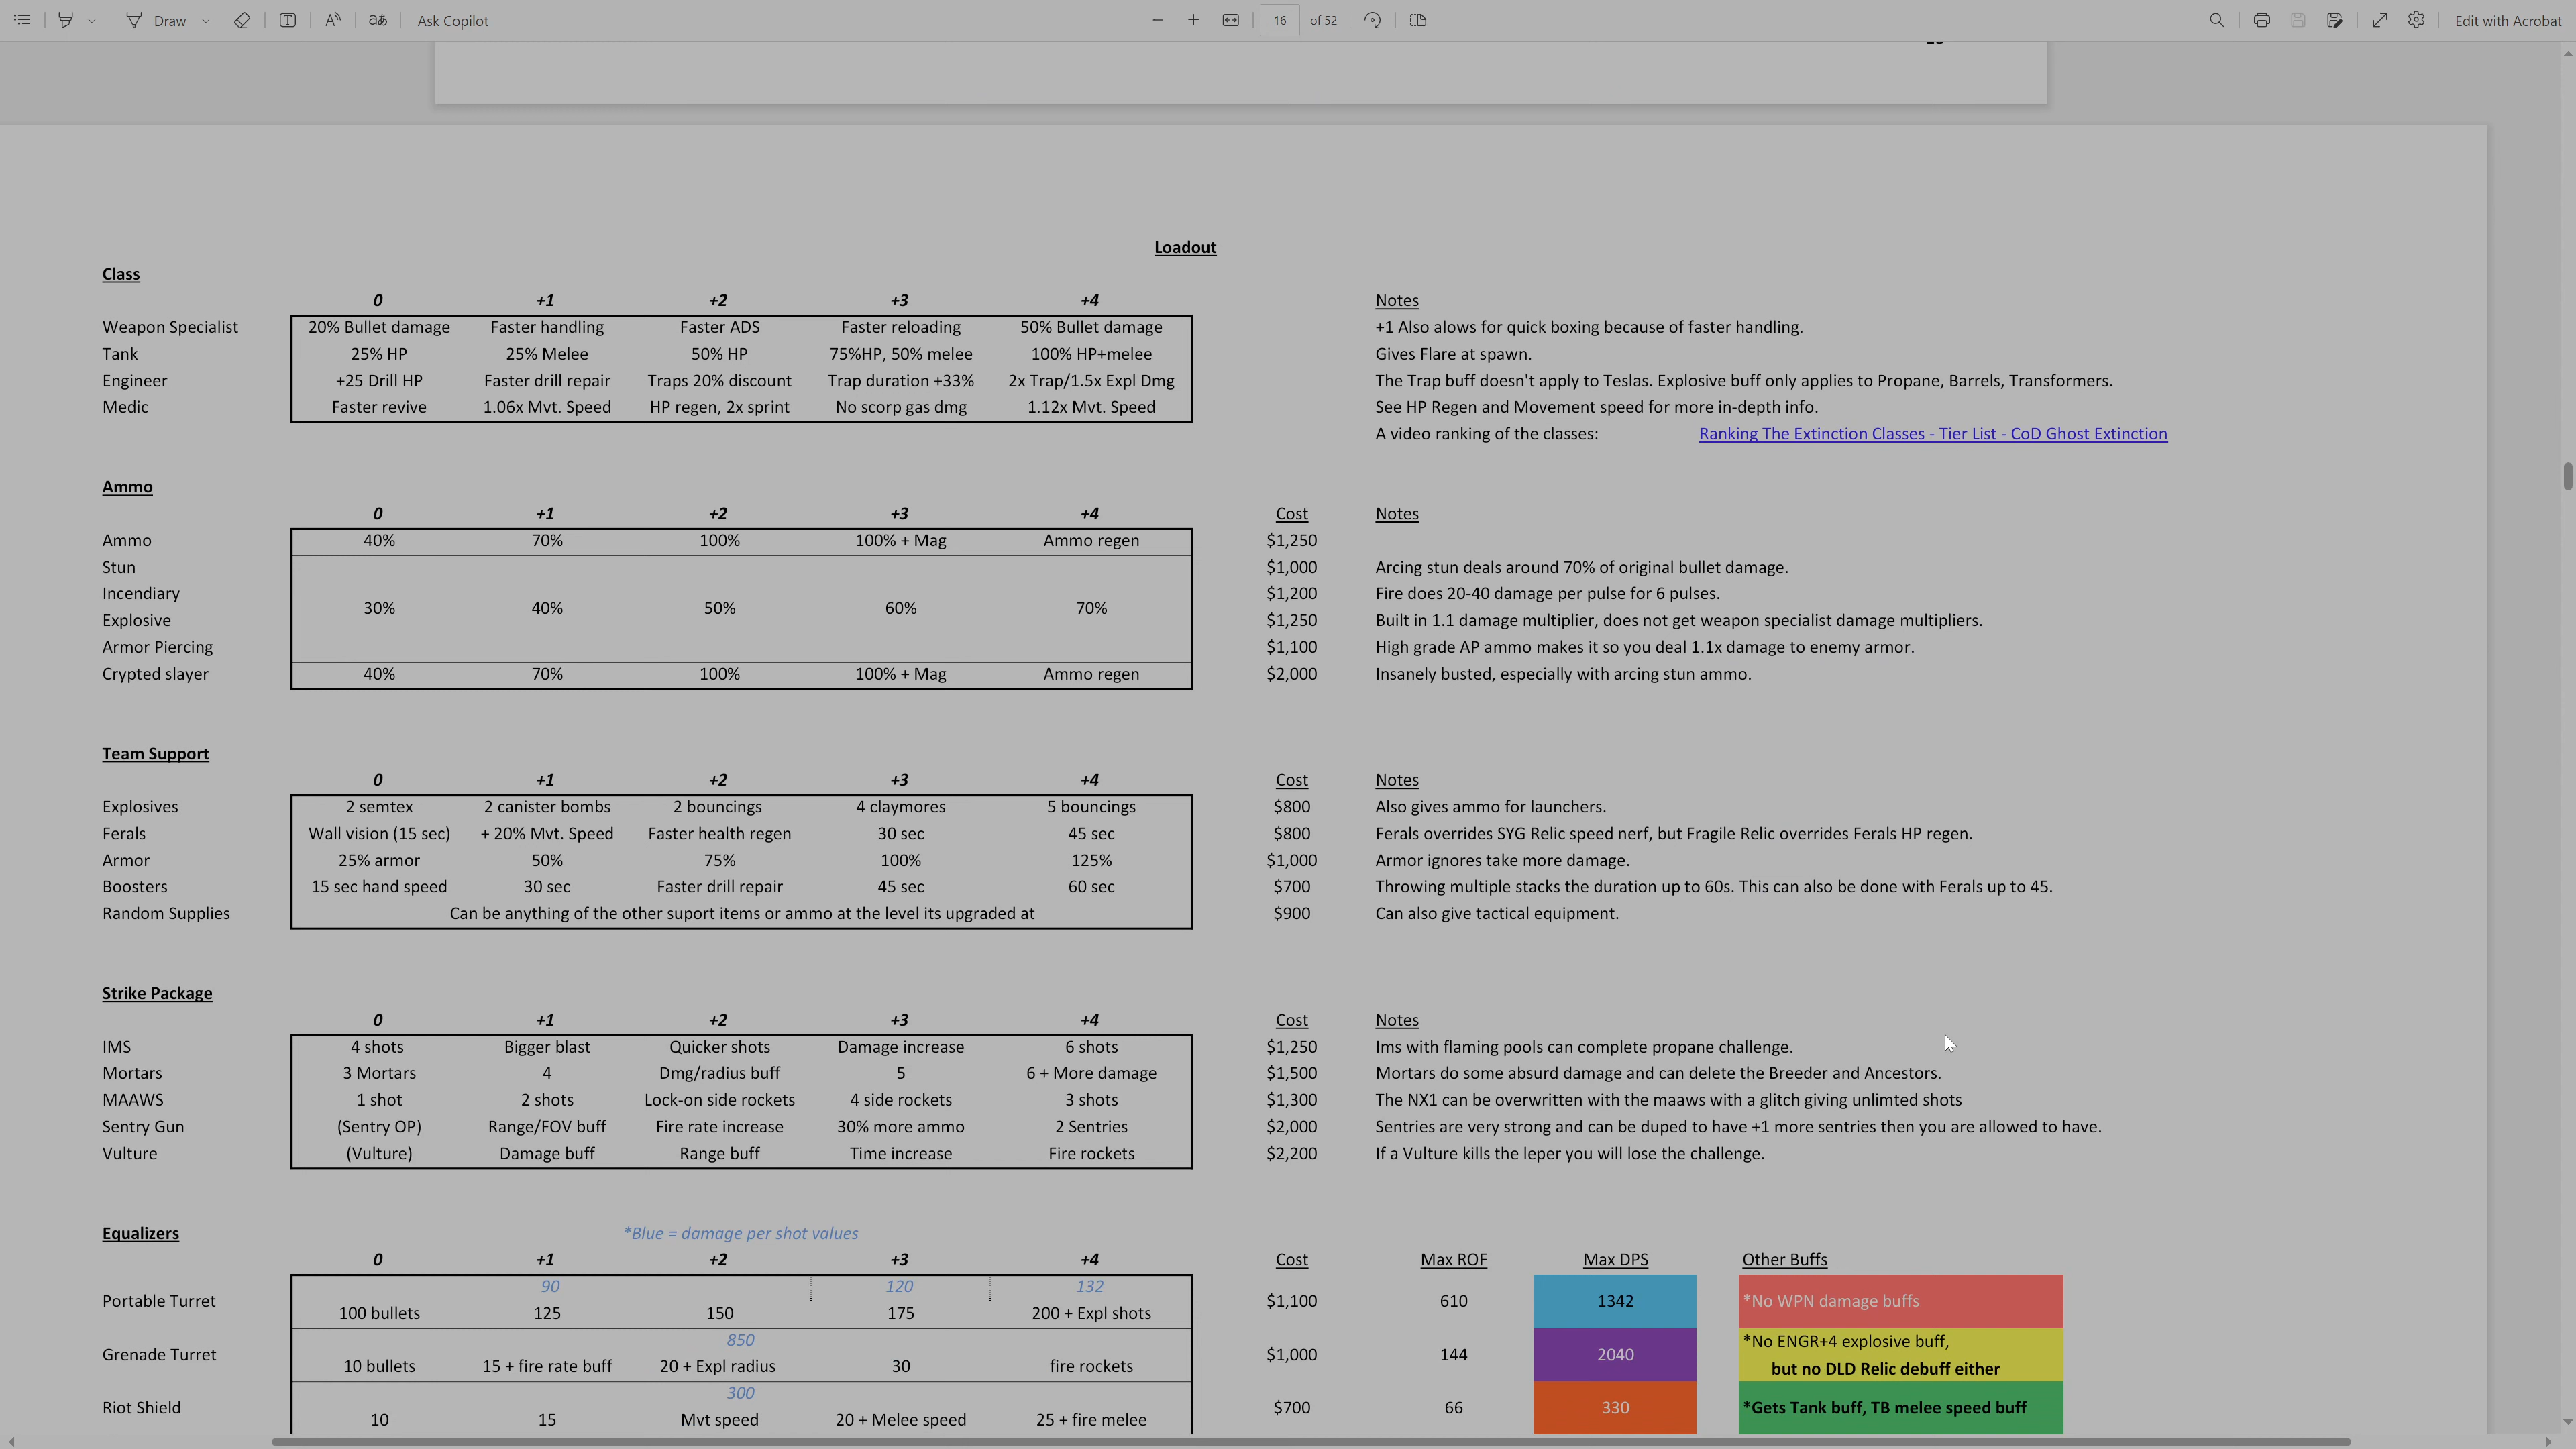 Draw
Ask Copilot
16 of 52
Edit with Acrobat
Loadout
Class
0 +1 +2 +3 +4 Notes
Weapon Specialist 20% Bullet damage Faster handling Faster ADS Faster reloading 50% Bullet damage +1 Also alows for quick boxing because of faster handling.
Tank 25% HP 25% Melee 50% HP 75%HP, 50% melee 100% HP+melee Gives Flare at spawn.
Engineer +25 Drill HP Faster drill repair Traps 20% discount Trap duration +33% 2x Trap/1.5x Expl Dmg The Trap buff doesn't apply to Teslas. Explosive buff only applies to Propane, Barrels, Transformers.
Medic Faster revive 1.06x Mvt. Speed HP regen, 2x sprint No scorp gas dmg 1.12x Mvt. Speed See HP Regen and Movement speed for more in-depth info.
A video ranking of the classes: Ranking The Extinction Classes - Tier List - CoD Ghost Extinction
Ammo
0 +1 +2 +3 +4 Cost Notes
Ammo 40% 70% 100% 100% + Mag Ammo regen $1,250
Stun $1,000 Arcing stun deals around 70% of original bullet damage.
Incendiary $1,200 Fire does 20-40 damage per pulse for 6 pulses.
30% 40% 50% 60% 70%
Explosive $1,250 Built in 1.1 damage multiplier, does not get weapon specialist damage multipliers.
Armor Piercing $1,100 High grade AP ammo makes it so you deal 1.1x damage to enemy armor.
Crypted slayer 40% 70% 100% 100% + Mag Ammo regen $2,000 Insanely busted, especially with arcing stun ammo.
Team Support
0 +1 +2 +3 +4 Cost Notes
Explosives 2 semtex 2 canister bombs 2 bouncings 4 claymores 5 bouncings $800 Also gives ammo for launchers.
Ferals Wall vision (15 sec) + 20% Mvt. Speed Faster health regen 30 sec 45 sec $800 Ferals overrides SYG Relic speed nerf, but Fragile Relic overrides Ferals HP regen.
Armor 25% armor 50% 75% 100% 125% $1,000 Armor ignores take more damage.
Boosters 15 sec hand speed 30 sec Faster drill repair 45 sec 60 sec $700 Throwing multiple stacks the duration up to 60s. This can also be done with Ferals up to 45.
Random Supplies Can be anything of the other suport items or ammo at the level its upgraded at $900 Can also give tactical equipment.
Strike Package
0 +1 +2 +3 +4 Cost Notes
IMS 4 shots Bigger blast Quicker shots Damage increase 6 shots $1,250 Ims with flaming pools can complete propane challenge.
Mortars 3 Mortars 4 Dmg/radius buff 5 6 + More damage $1,500 Mortars do some absurd damage and can delete the Breeder and Ancestors.
MAAWS 1 shot 2 shots Lock-on side rockets 4 side rockets 3 shots $1,300 The NX1 can be overwritten with the maaws with a glitch giving unlimted shots
Sentry Gun (Sentry OP) Range/FOV buff Fire rate increase 30% more ammo 2 Sentries $2,000 Sentries are very strong and can be duped to have +1 more sentries then you are allowed to have.
Vulture (Vulture) Damage buff Range buff Time increase Fire rockets $2,200 If a Vulture kills the leper you will lose the challenge.
Equalizers *Blue = damage per shot values
0 +1 +2 +3 +4 Cost Max ROF Max DPS Other Buffs
90 120 132
Portable Turret $1,100 610 1342 *No WPN damage buffs
100 bullets 125 150 175 200 + Expl shots
850 *No ENGR+4 explosive buff,
Grenade Turret $1,000 144 2040
10 bullets 15 + fire rate buff 20 + Expl radius 30 fire rockets but no DLD Relic debuff either
300
Riot Shield $700 66 330 *Gets Tank buff, TB melee speed buff
10 15 Mvt speed 20 + Melee speed 25 + fire melee